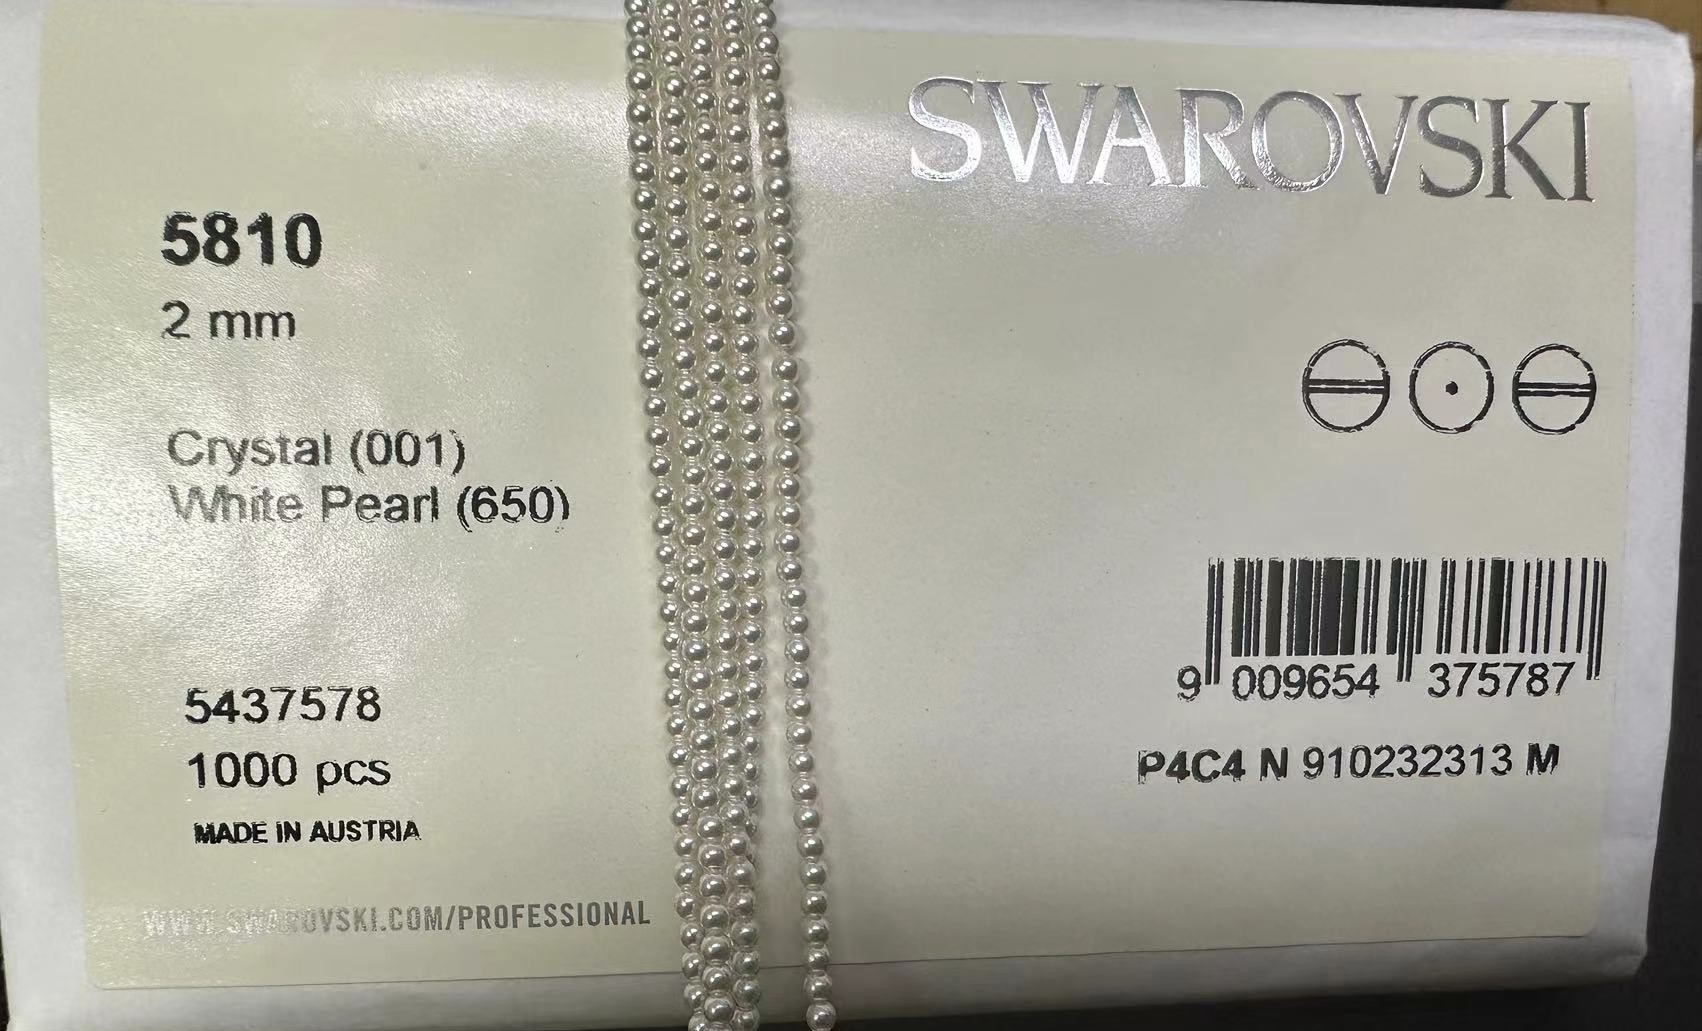 SWAROVSKI
5810
2 mm
Crystal (001)
White Pearl (650)
5437578
1000 pcs
MADE IN AUSTRIA
WWW.SWAROVSKI.COM/PROFESSIONAL
9 009654 375787
P4C4 N 910232313 M